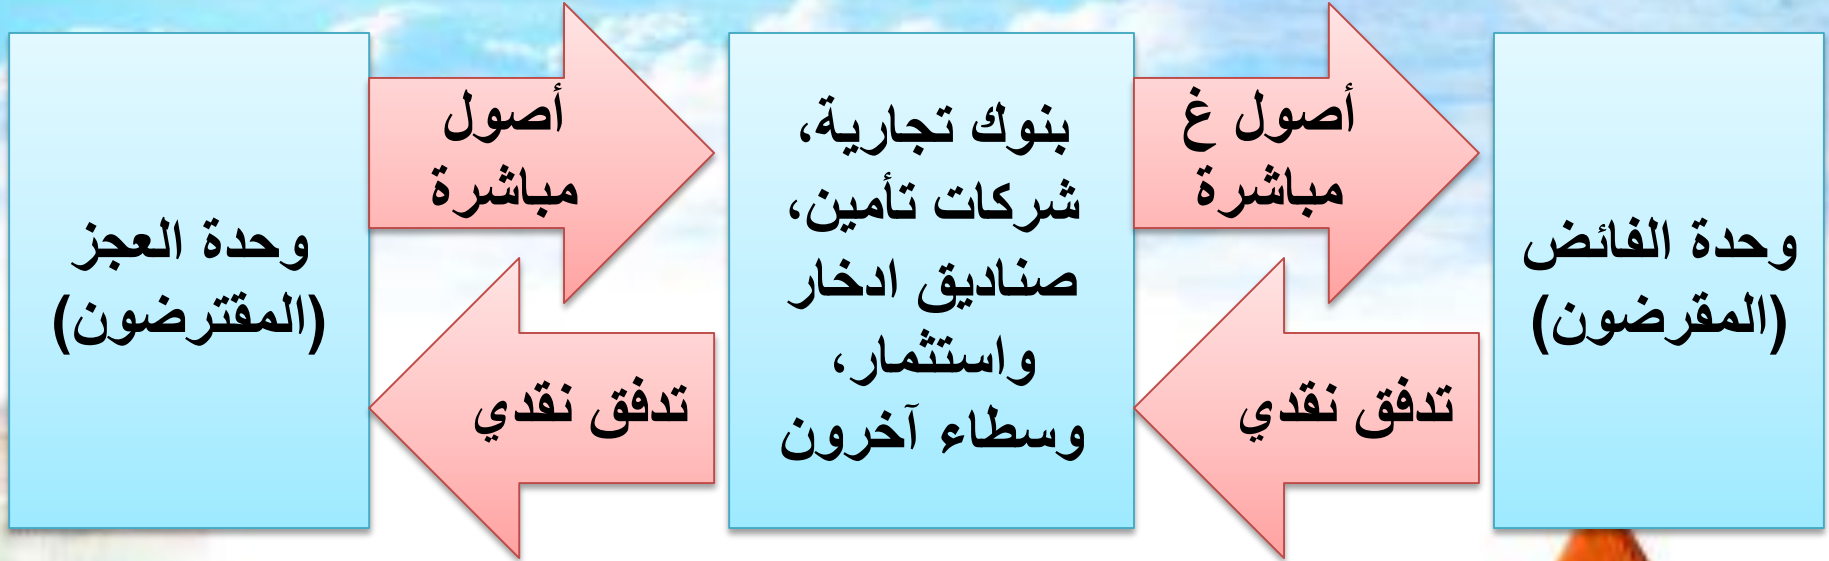 وحدة الفائض
(المقرضون)
أصول غ
مباشرة
تدفق نقدي
بنوك تجارية،
شركات تأمين،
صناديق ادخار
واستثمار،
وسطاء آخرون
أصول
مباشرة
تدفق نقدي
وحدة العجز
(المقترضون)